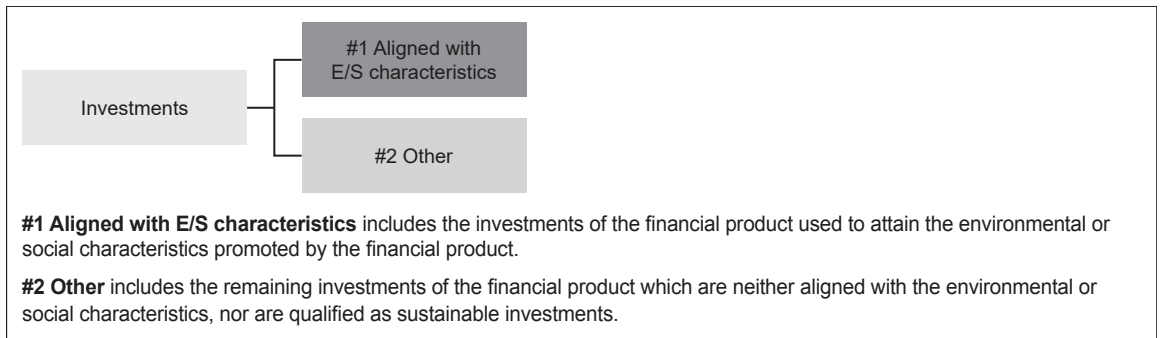 #1 Aligned with
E/S characteristics
Investments
#2 Other
#1 Aligned with E/S characteristics includes the investments of the financial product used to attain the environmental or
social characteristics promoted by the financial product.
#2 Other includes the remaining investments of the financial product which are neither aligned with the environmental or
social characteristics, nor are qualified as sustainable investments.